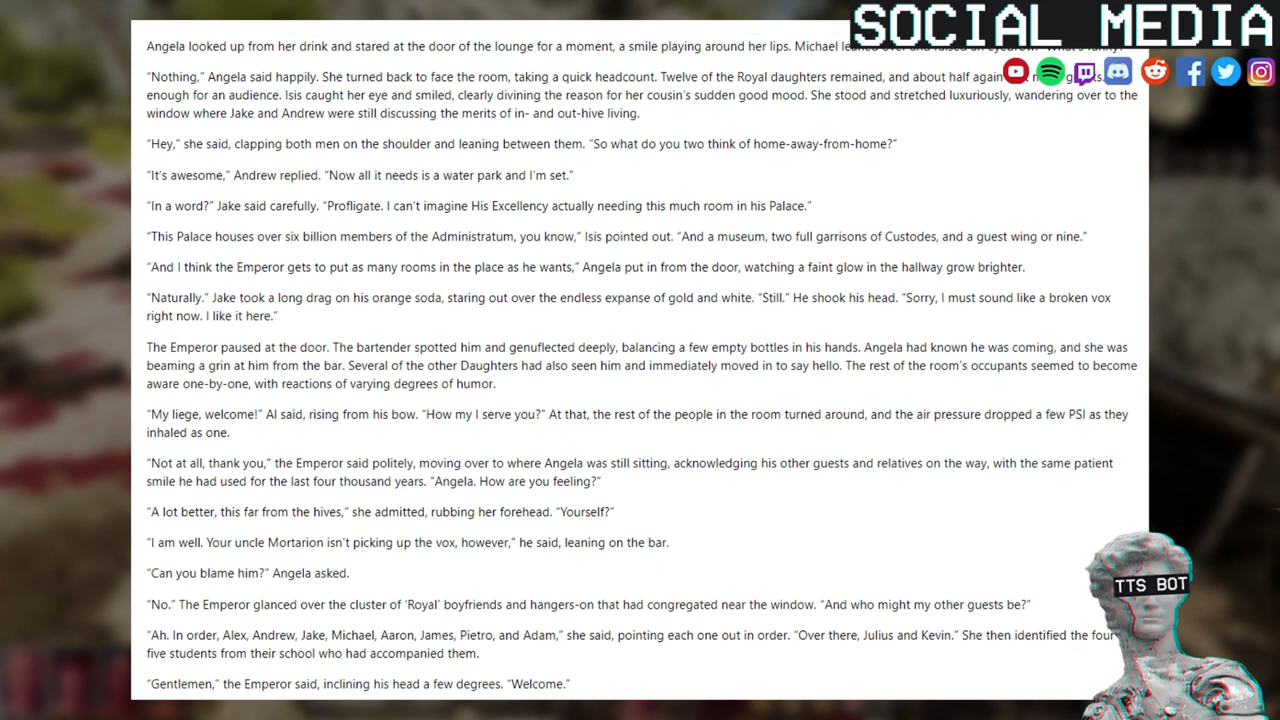 SOCIAL MEDIA
Angela looked up from her drink and stared at the door of the lounge for a moment, a smile playing around her lips. Michael
“Nothing,” Angela said happily. She turned back to face the room, taking a quick headcount. Twelve of the Royal daughters remained, and about half again
enough for an audience. Isis caught her eye and smiled, clearly divining the reason for her cousin’s sudden good mood. She stood and stretched luxuriously, wandering over to the
window where Jake and Andrew were still discussing the merits of in- and out-hive living.
“Hey,” she said, clapping both men on the shoulder and leaning between them. “So what do you two think of home-away-from-home?”
“It’s awesome,” Andrew replied. “Now all it needs is a water park and I’m set.”
“In a word?” Jake said carefully. “Profligate. I can’t imagine His Excellency actually needing this much room in his Palace.”
“This Palace houses over six billion members of the Administratum, you know,” Isis pointed out. “And a museum, two full garrisons of Custodes, and a guest wing or nine.”
“And I think the Emperor gets to put as many rooms in the place as he wants,” Angela put in from the door, watching a faint glow in the hallway grow brighter.
“Naturally.” Jake took a long drag on his orange soda, staring out over the endless expanse of gold and white. “Still.” He shook his head. “Sorry, I must sound like a broken vox
right now. I like it here.”
The Emperor paused at the door. The bartender spotted him and genuflected deeply, balancing a few empty bottles in his hands. Angela had known he was coming, and she was
beaming a grin at him from the bar. Several of the other Daughters had also seen him and immediately moved in to say hello. The rest of the room’s occupants seemed to become
aware one-by-one, with reactions of varying degrees of humor.
“My liege, welcome!” Al said, rising from his bow. “How my I serve you?” At that, the rest of the people in the room turned around, and the air pressure dropped a few PSI as they
inhaled as one.
“Not at all, thank you,” the Emperor said politely, moving over to where Angela was still sitting, acknowledging his other guests and relatives on the way, with the same patient
smile he had used for the last four thousand years. “Angela. How are you feeling?”
“A lot better, this far from the hives,” she admitted, rubbing her forehead. “Yourself?”
“I am well. Your uncle Mortarion isn’t picking up the vox, however,” he said, leaning on the bar.
“Can you blame him?” Angela asked.
“No.” The Emperor glanced over the cluster of ‘Royal’ boyfriends and hangers-on that had congregated near the window. “And who might my other guests be?”
“Ah. In order, Alex, Andrew, Jake, Michael, Aaron, James, Pietro, and Adam,” she said, pointing each one out in order. “Over there, Julius and Kevin.” She then identified the four
five students from their school who had accompanied them.
“Gentlemen,” the Emperor said, inclining his head a few degrees. “Welcome.”
TTS BOT